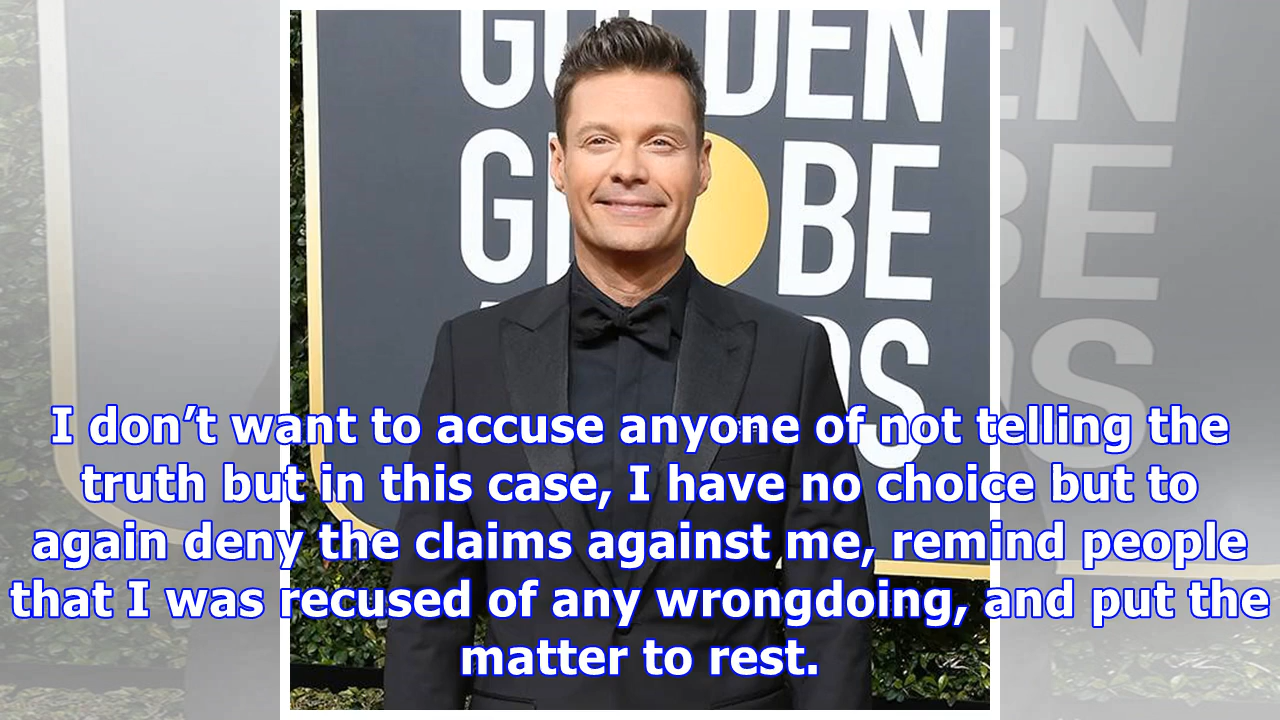 GOLDEN
GLOBE
DS
I don’t want to accuse anyone of not telling the
truth but in this case, I have no choice but to
again deny the claims against me, remind people
that I was recused of any wrongdoing, and put the
matter to rest.